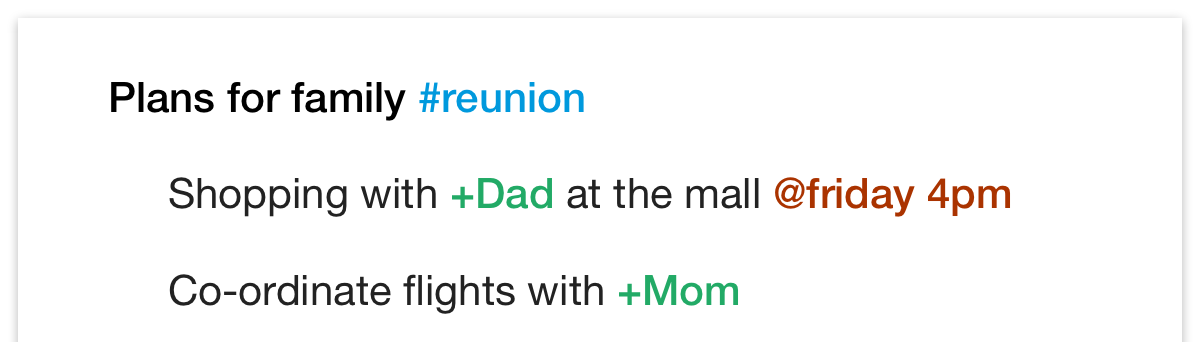 Plans for family #reunion
Shopping with +Dad at the mall @friday 4pm
Co-ordinate flights with +Mom